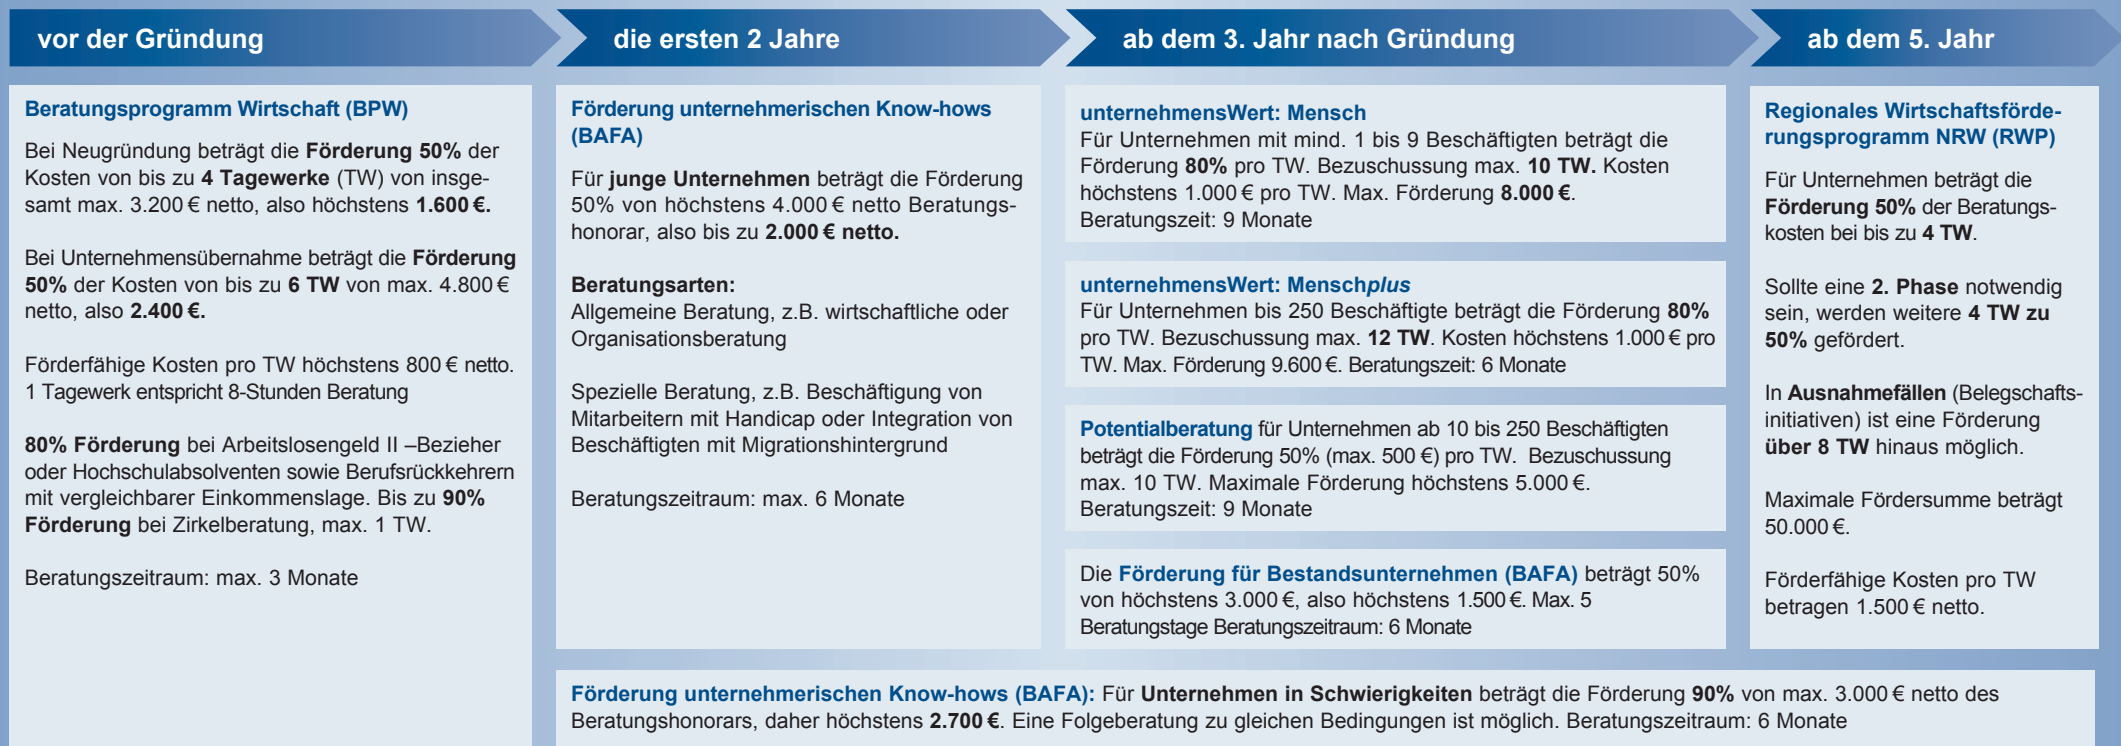 vor der Gründung
Beratungsprogramm Wirtschaft (BPW)
Bei Neugründung beträgt die Förderung 50% der
Kosten von bis zu 4 Tagewerke (TW) von insge-
samt max. 3.200 € netto, also höchstens 1.600 €.
Bei Unternehmensübernahme beträgt die Förderung
50% der Kosten von bis zu 6 TW von max. 4.800 €
netto, also 2.400 €.
Förderfähige Kosten pro TW höchstens 800 € netto.
1 Tagewerk entspricht 8-Stunden Beratung
80% Förderung bei Arbeitslosengeld II –Bezieher
oder Hochschulabsolventen sowie Berufsrückkehrern
mit vergleichbarer Einkommenslage. Bis zu 90%
Förderung bei Zirkelberatung, max. 1 TW.
Beratungszeitraum: max. 3 Monate
die ersten 2 Jahre
Förderung unternehmerischen Know-hows
(BAFA)
Für junge Unternehmen beträgt die Förderung
50% von höchstens 4.000 € netto Beratungs-
honorar, also bis zu 2.000 € netto.
Beratungsarten:
Allgemeine Beratung, z.B. wirtschaftliche oder
Organisationsberatung
Spezielle Beratung, z.B. Beschäftigung von
Mitarbeitern mit Handicap oder Integration von
Beschäftigten mit Migrationshintergrund
Beratungszeitraum: max. 6 Monate
ab dem 3. Jahr nach Gründung
unternehmensWert: Mensch
Für Unternehmen mit mind. 1 bis 9 Beschäftigten beträgt die
Förderung 80% pro TW. Bezuschussung max. 10 TW. Kosten
höchstens 1.000 € pro TW. Max. Förderung 8.000 €.
Beratungszeit: 9 Monate
unternehmensWert: Menschplus
Für Unternehmen bis 250 Beschäftigte beträgt die Förderung 80%
pro TW. Bezuschussung max. 12 TW. Kosten höchstens 1.000 € pro
TW. Max. Förderung 9.600 €. Beratungszeit: 6 Monate
Potentialberatung für Unternehmen ab 10 bis 250 Beschäftigten
beträgt die Förderung 50% (max. 500 €) pro TW. Bezuschussung
max. 10 TW. Maximale Förderung höchstens 5.000 €.
Beratungszeit: 9 Monate
Die Förderung für Bestandsunternehmen (BAFA) beträgt 50%
von höchstens 3.000 €, also höchstens 1.500 €. Max. 5
Beratungstage Beratungszeitraum: 6 Monate
ab dem 5. Jahr
Regionales Wirtschaftsförde-
rungsprogramm NRW (RWP)
Für Unternehmen beträgt die
Förderung 50% der Beratungs-
kosten bei bis zu 4 TW.
Sollte eine 2. Phase notwendig
sein, werden weitere 4 TW zu
50% gefördert.
In Ausnahmefällen (Belegschafts-
initiativen) ist eine Förderung
über 8 TW hinaus möglich.
Maximale Fördersumme beträgt
50.000 €.
Förderfähige Kosten pro TW
betragen 1.500 € netto.
Förderung unternehmerischen Know-hows (BAFA): Für Unternehmen in Schwierigkeiten beträgt die Förderung 90% von max. 3.000 € netto des
Beratungshonorars, daher höchstens 2.700 €. Eine Folgeberatung zu gleichen Bedingungen ist möglich. Beratungszeitraum: 6 Monate